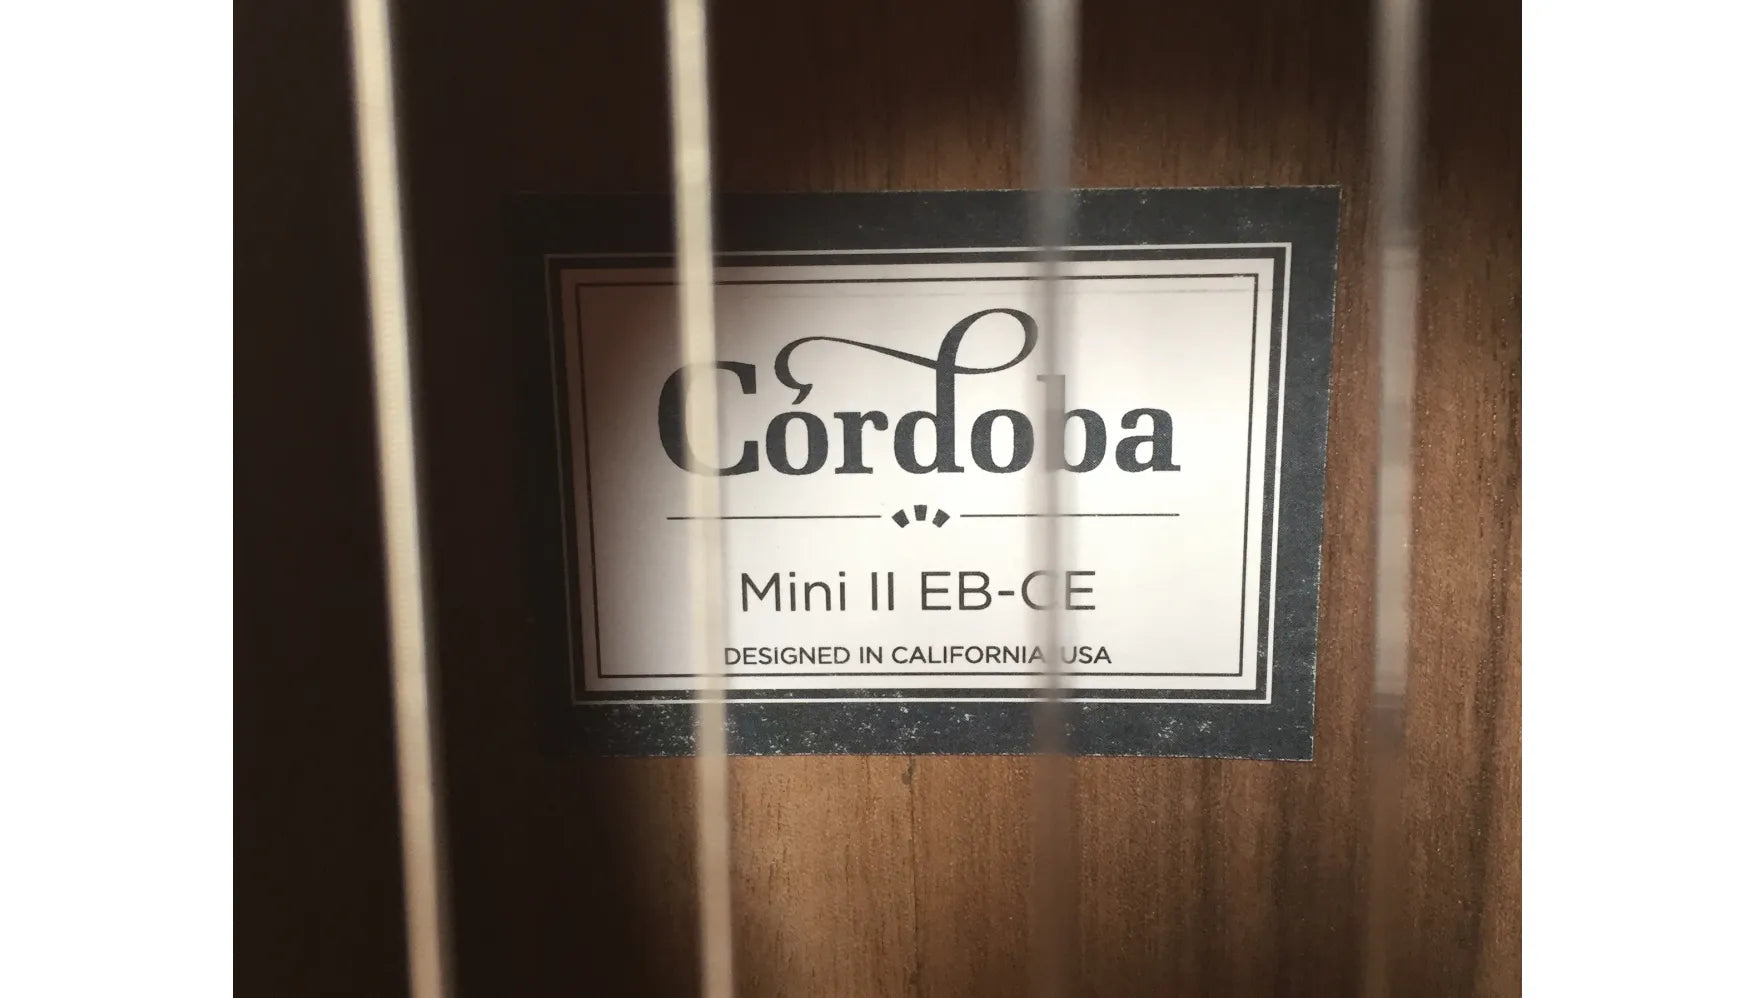 Córdoba
Mini II EB-CE
DESIGNED IN CALIFORNIA, USA